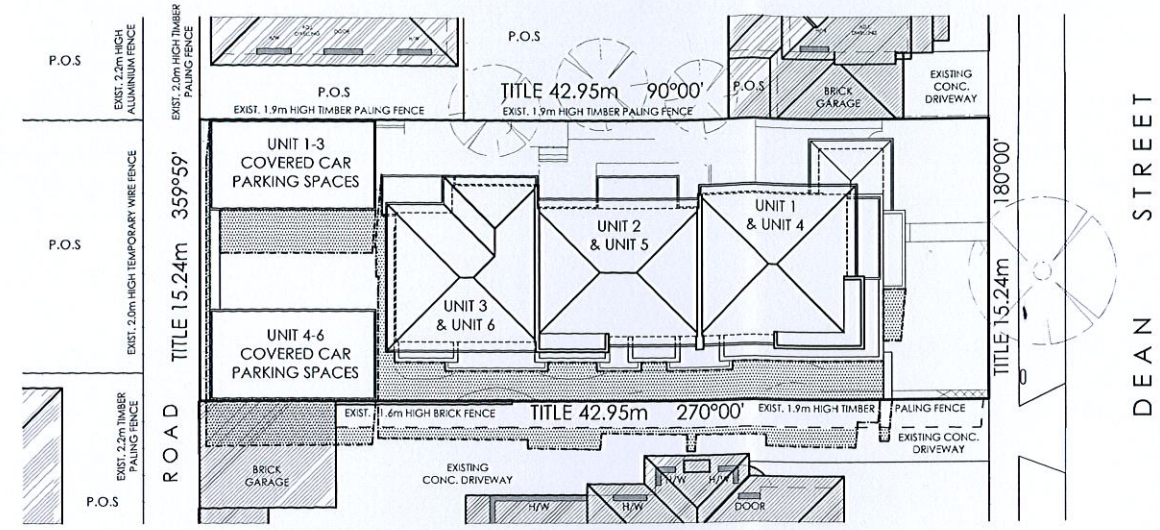 P.O.S
EXIST. 2.2m HIGH
ALUMINIUM FENCE
EXIST. 2.0m HIGH TIMBER
PALING FENCE
DOOR
H/W
H/W
P.O.S
EXIST. 1.9m HIGH TIMBER PALING FENCE
P.O.S
TITLE 42.95m 90°00'
EXIST. 1.9m HIGH TIMBER PALING FENCE
P.O.S
H/W
DWELLING
BRICK
GARAGE
EXISTING
CONC.
DRIVEWAY
UNIT 1-3
COVERED CAR
PARKING SPACES
P.O.S
EXIST. 2.0m HIGH TEMPORARY WIRE FENCE
TITLE 15.24m 359°59'
UNIT 1
& UNIT 4
UNIT 2
& UNIT 5
UNIT 3
& UNIT 6
UNIT 4-6
COVERED CAR
PARKING SPACES
TITLE 15.24m 180°00'
DEAN STREET
EXIST. 1.6m HIGH BRICK FENCE
TITLE 42.95m 270°00'
EXIST. 1.9m HIGH TIMBER PALING FENCE
EXIST. 2.2m TIMBER
PALING FENCE
ROAD
P.O.S
BRICK
GARAGE
EXISTING
CONC. DRIVEWAY
H/W
H/W
H/W
H/W
DOOR
EXISTING CONC.
DRIVEWAY